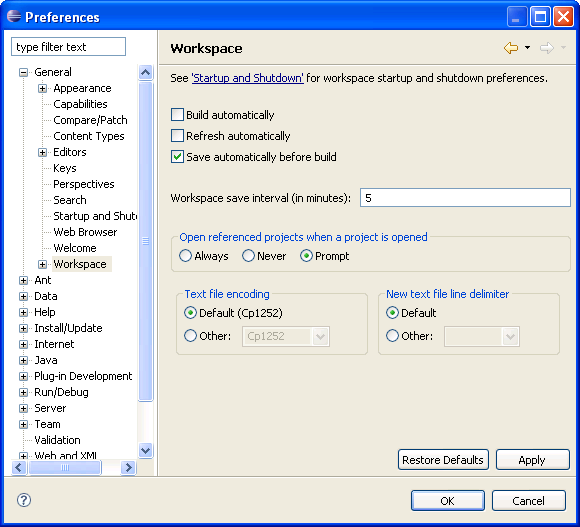 Preferences
type filter text
General
Appearance
Capabilities
Compare/Patch
Content Types
Editors
Keys
Perspectives
Search
Startup and Shut
Web Browser
Welcome
Workspace
Ant
Data
Help
Install/Update
Internet
Java
Plug-in Development
Run/Debug
Server
Team
Validation
Web and XML
Workspace
See 'Startup and Shutdown' for workspace startup and shutdown preferences.
Build automatically
Refresh automatically
Save automatically before build
Workspace save interval (in minutes): 5
Open referenced projects when a project is opened
Always Never Prompt
Text file encoding
Default (Cp1252)
Other: Cp1252
New text file line delimiter
Default
Other:
Restore Defaults Apply
? OK Cancel